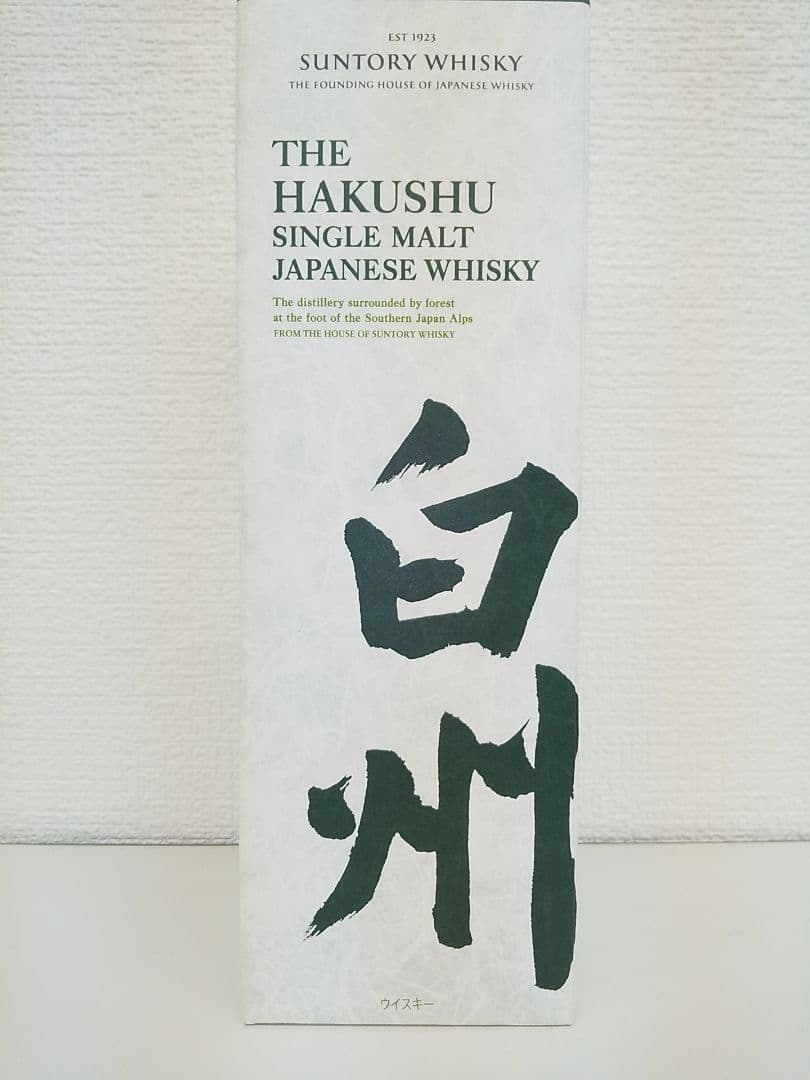 EST 1923
SUNTORY WHISKY
THE FOUNDING HOUSE OF JAPANESE WHISKY
THE
HAKUSHU
SINGLE MALT
JAPANESE WHISKY
The distillery surrounded by forest
at the foot of the Southern Japan Alps
FROM THE HOUSE OF SUNTORY WHISKY
白
州
ウイスキー